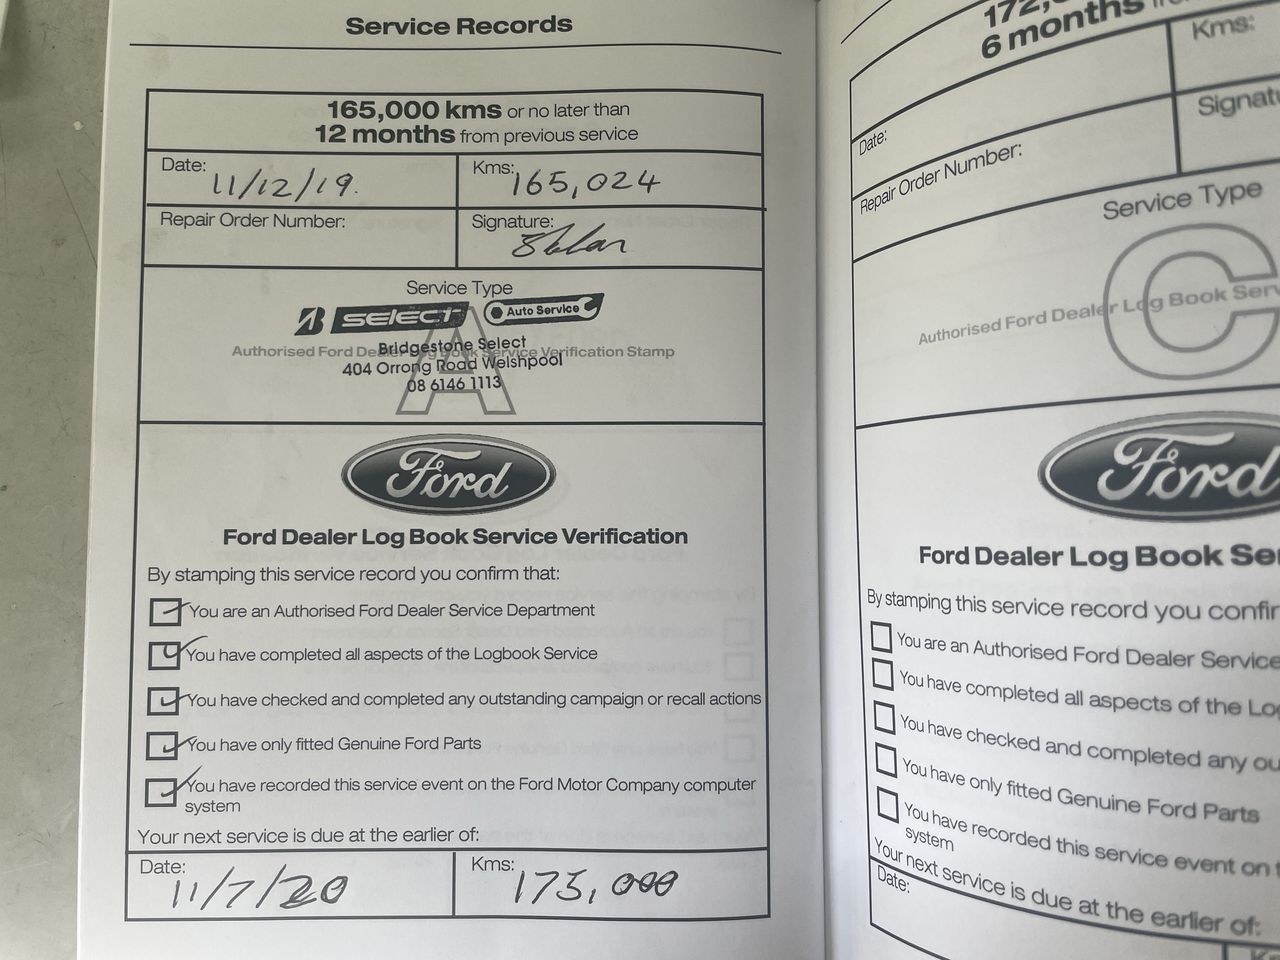 Service Records
165,000 kms or no later than
12 months from previous service
Date: 11/12/19.
Kms: 165,024
Repair Order Number:
Signature:
Service Type
SELECT Auto Service
A
Authorised Ford Dealer Log Book Service Verification Stamp
Bridgestone Select
404 Orrong Road Welshpool
08 6146 1113
Ford
Ford Dealer Log Book Service Verification
By stamping this service record you confirm that:
You are an Authorised Ford Dealer Service Department
You have completed all aspects of the Logbook Service
You have checked and completed any outstanding campaign or recall actions
You have only fitted Genuine Ford Parts
You have recorded this service event on the Ford Motor Company computer
system
Your next service is due at the earlier of:
Date: 11/7/20
Kms: 175,000
6 months
Kms:
Date:
Repair Order Number:
Service Type
C
Authorised Ford Dealer Log Book
Ford
Ford Dealer Log Book
By stamping this service record you
You are an Authorised Ford Dealer Service
You have completed all aspects of the
You have checked and completed any
You have only fitted Genuine Ford Parts
You have recorded this service event on
system
Your next service is due at the earlier of:
Date: